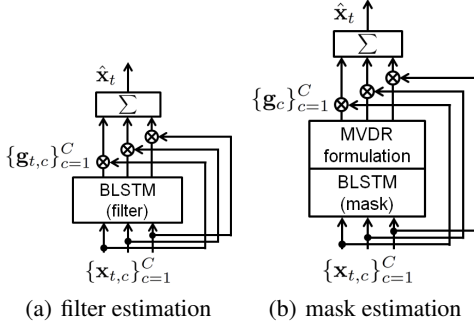 x̂_t
Σ
{g_{t,c}}_{c=1}^C
BLSTM
(filter)
{x_{t,c}}_{c=1}^C
(a) filter estimation
x̂_t
Σ
{g_c}_{c=1}^C
MVDR
formulation
BLSTM
(mask)
{x_{t,c}}_{c=1}^C
(b) mask estimation